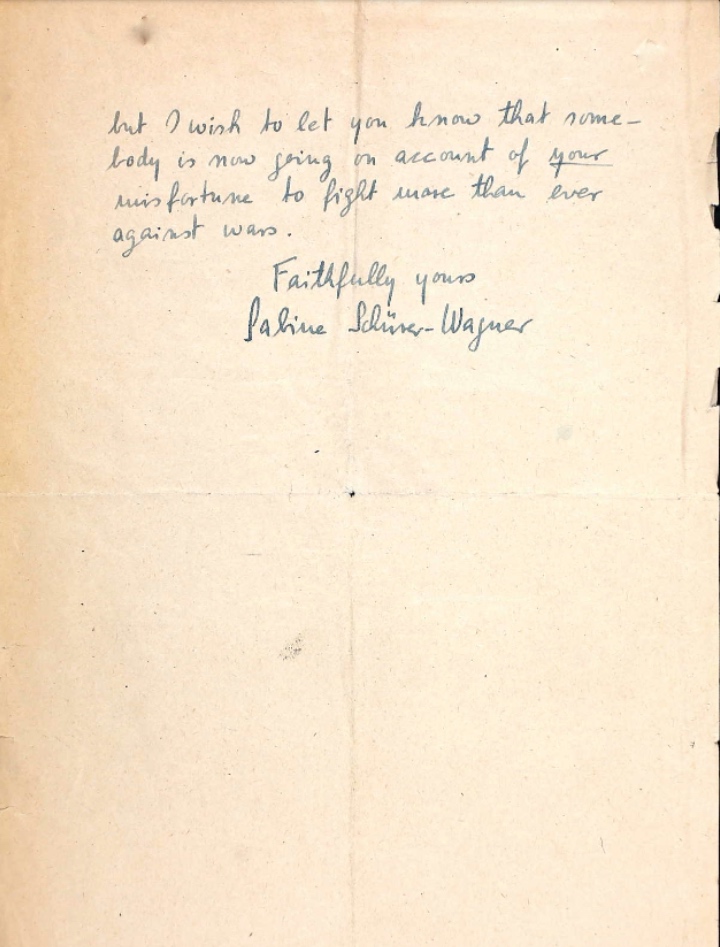 but I wish to let you know that some-
body is now going on account of your
misfortune to fight more than ever
against wars.
Faithfully yours
Sabine Schürer-Wagner